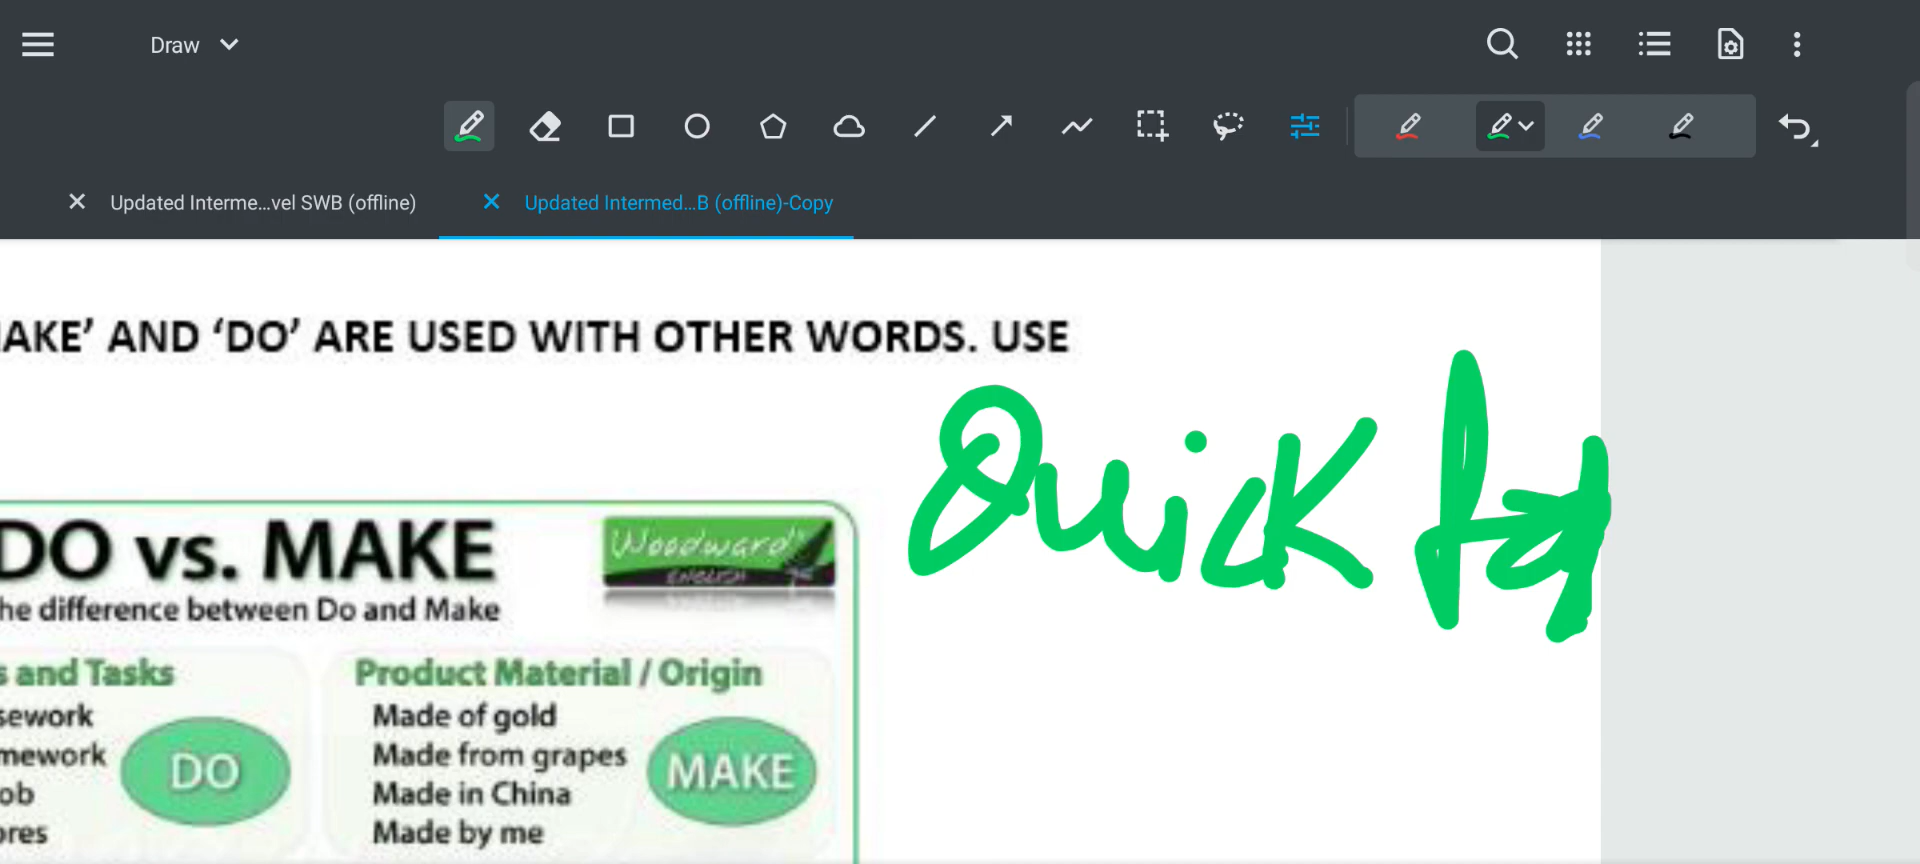 Draw
Updated Interme...vel SWB (offline)
Updated Intermed...B (offline)-Copy
AKE’ AND ‘DO’ ARE USED WITH OTHER WORDS. USE
Quick
DO vs. MAKE
Woodward
ENGLISH
he difference between Do and Make
s and Tasks
sework
mework
ob
ores
DO
Product Material / Origin
Made of gold
Made from grapes
Made in China
Made by me
MAKE